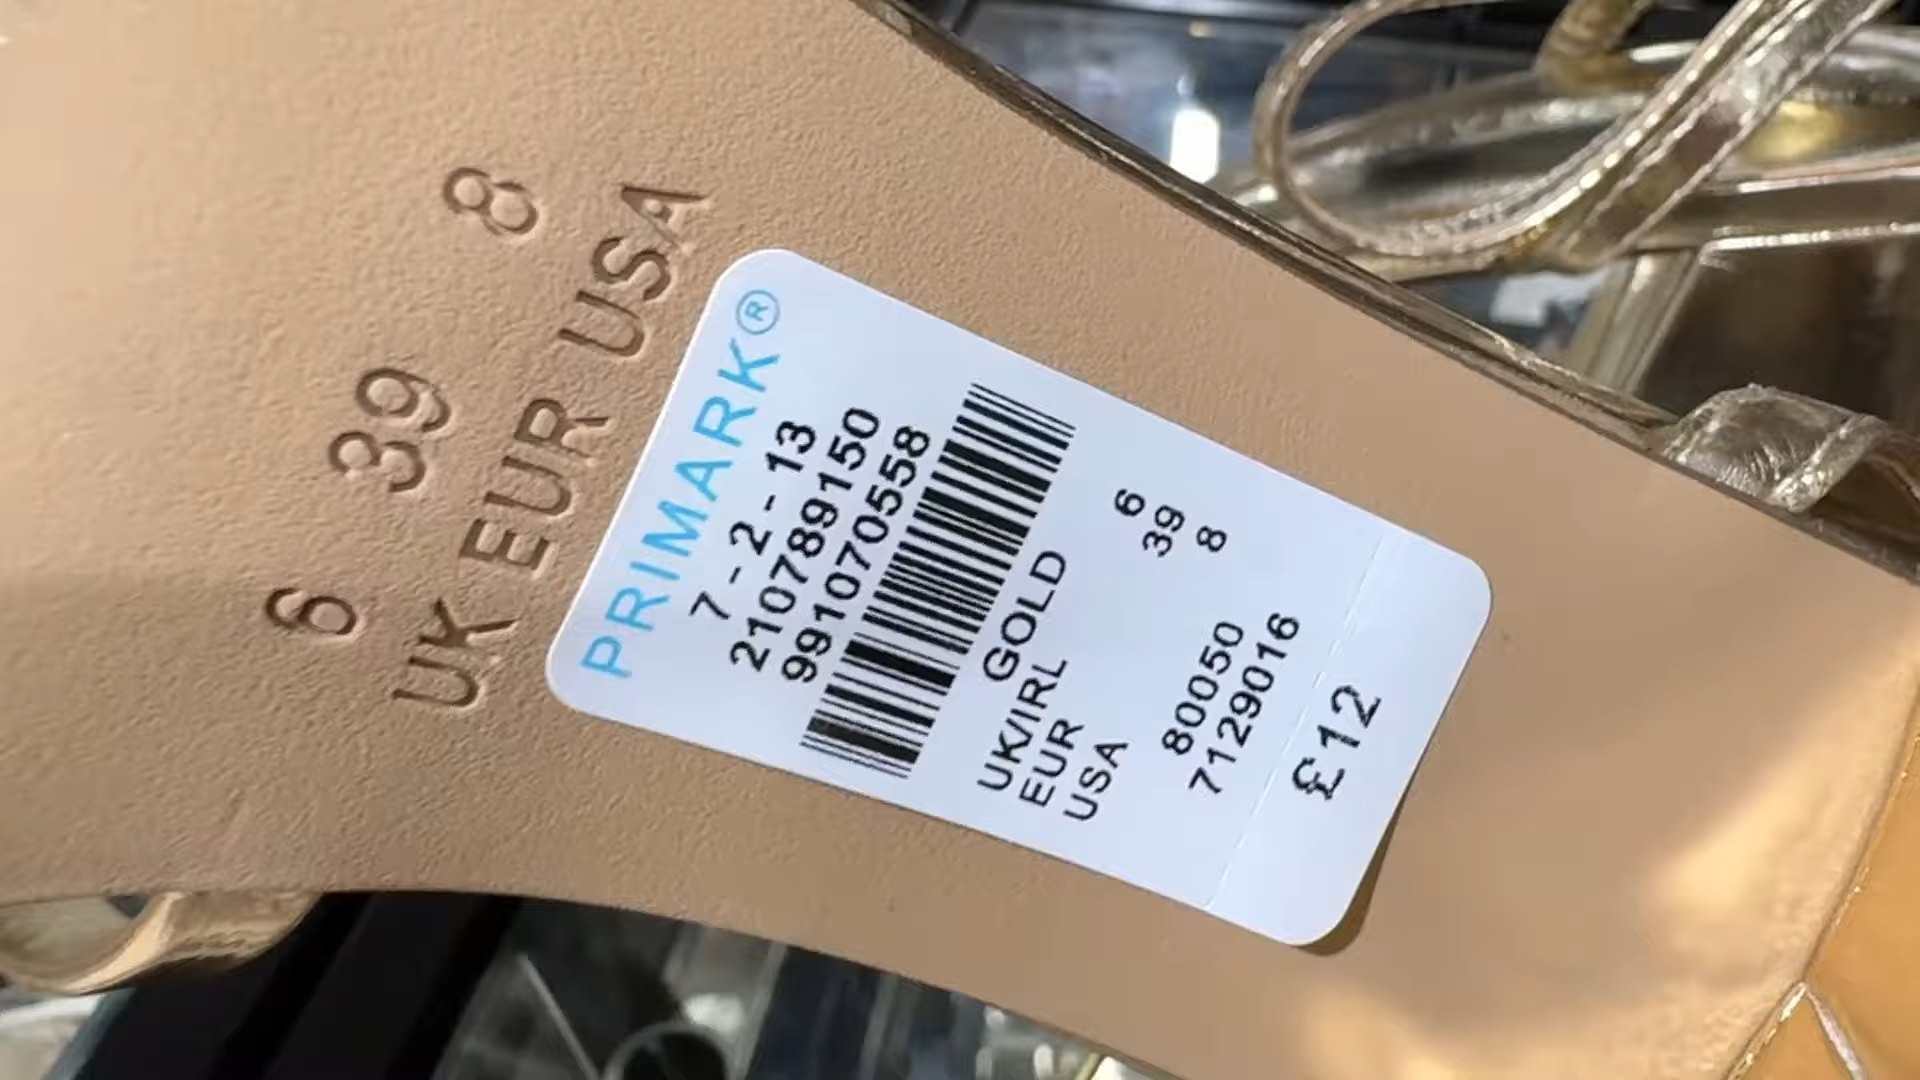 6 39 8
UK EUR USA
PRIMARK®
7 - 2 - 13
210789150
991070558
GOLD
UK/IRL 6
EUR 39
USA 8
80050
7129016
£12